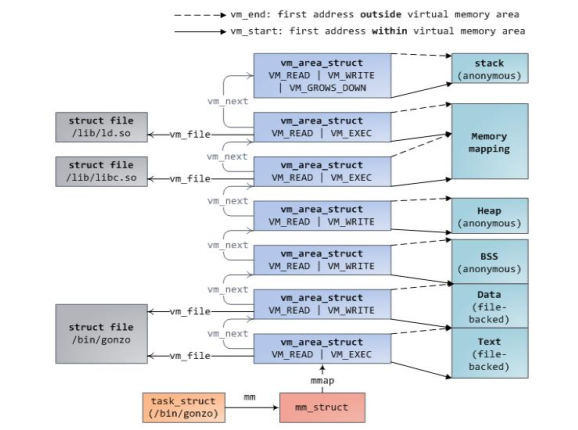 vm_end: first address outside virtual memory area
vm_start: first address within virtual memory area
vm_area_struct
VM_READ | VM_WRITE
| VM_GROWS_DOWN
stack
(anonymous)
vm_next
struct file
/lib/ld.so
vm_file
vm_area_struct
VM_READ | VM_EXEC
Memory
mapping
vm_next
struct file
/lib/libc.so
vm_file
vm_area_struct
VM_READ | VM_EXEC
vm_next
vm_area_struct
VM_READ | VM_WRITE
Heap
(anonymous)
vm_next
vm_area_struct
VM_READ | VM_WRITE
BSS
(anonymous)
vm_next
struct file
/bin/gonzo
vm_file
vm_area_struct
VM_READ | VM_WRITE
Data
(file-
backed)
vm_next
vm_file
vm_area_struct
VM_READ | VM_EXEC
Text
(file-
backed)
mmap
task_struct
(/bin/gonzo)
mm
mm_struct